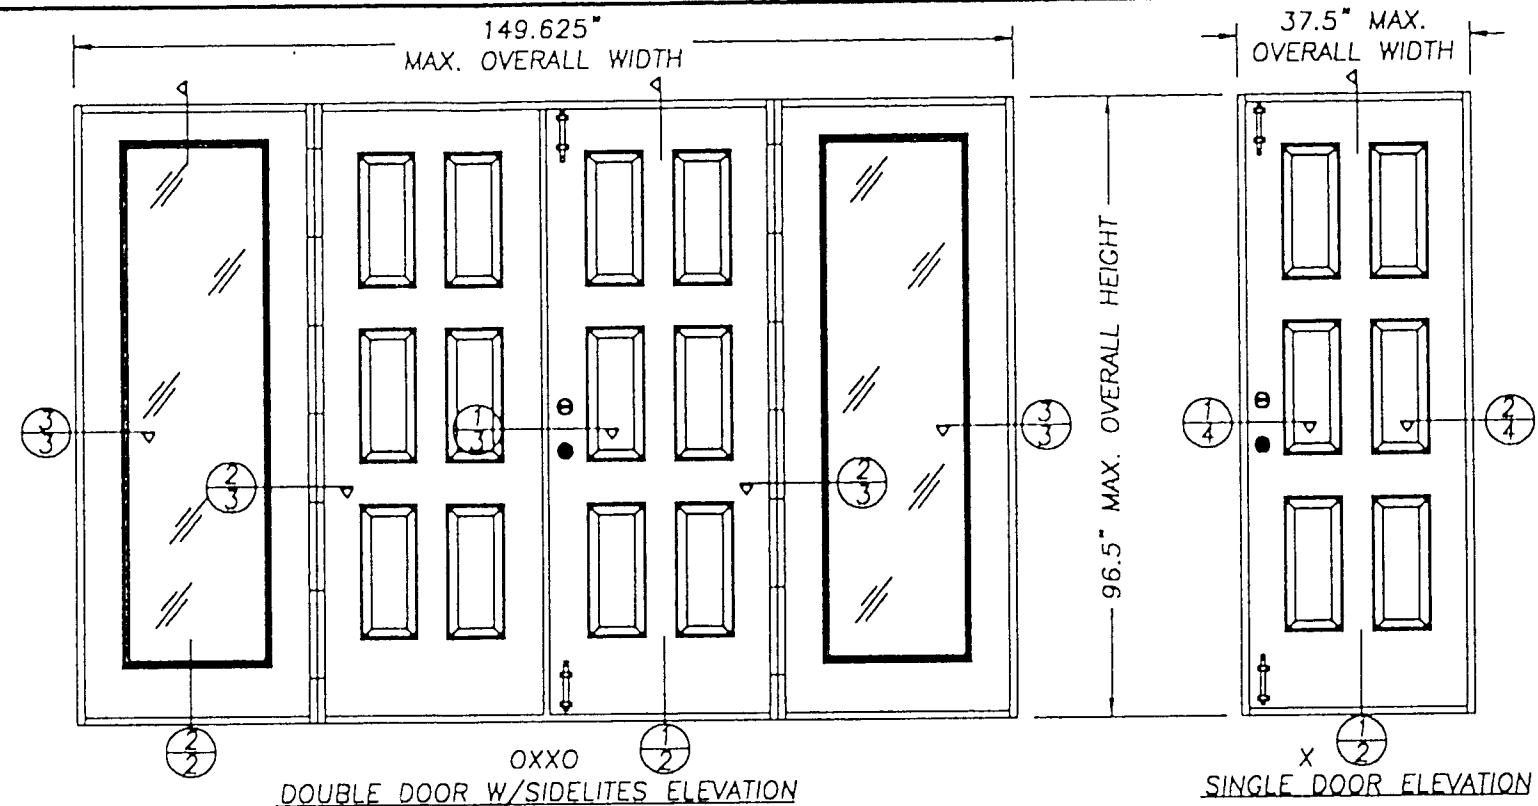 149.625"
MAX. OVERALL WIDTH
37.5" MAX.
OVERALL WIDTH
96.5" MAX. OVERALL HEIGHT
3
3
1
3
2
3
2
3
3
3
1
4
2
4
2
2
1
2
1
2
OXXO
DOUBLE DOOR W/SIDELITES ELEVATION
X
SINGLE DOOR ELEVATION